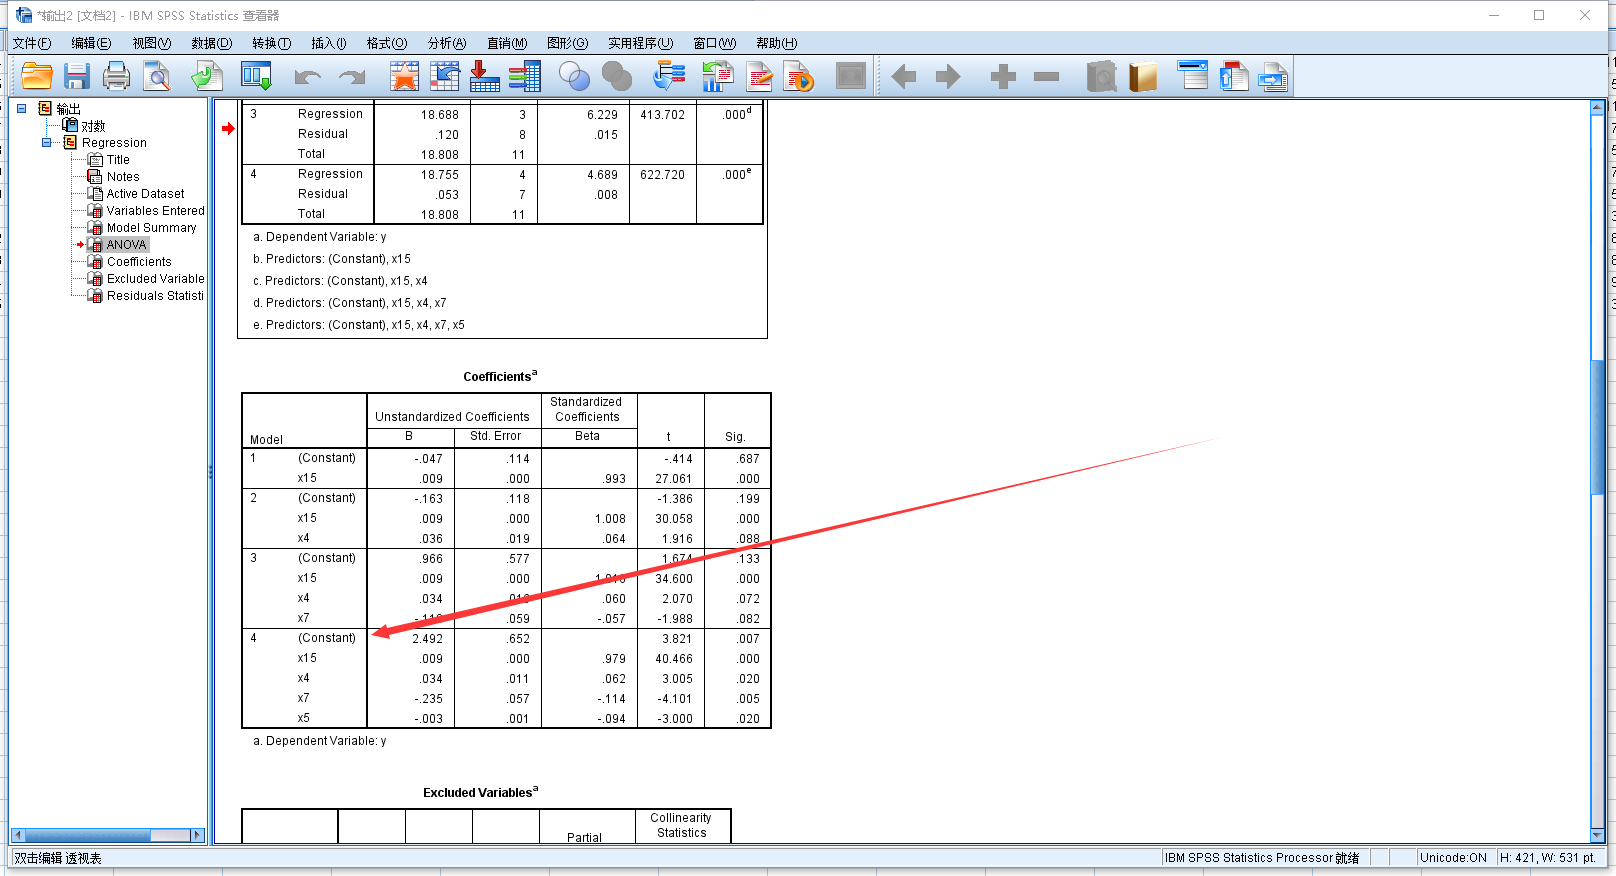 *输出2 [文档2] - IBM SPSS Statistics 查看器
文件(F) 编辑(E) 视图(V) 数据(D) 转换(T) 插入(I) 格式(O) 分析(A) 直销(M) 图形(G) 实用程序(U) 窗口(W) 帮助(H)
输出
对数
Regression
Title
Notes
Active Dataset
Variables Entered
Model Summary
ANOVA
Coefficients
Excluded Variable
Residuals Statisti
3 Regression 18.688 3 6.229 413.702 .000d
Residual .120 8 .015
Total 18.808 11
4 Regression 18.755 4 4.689 622.720 .000e
Residual .053 7 .008
Total 18.808 11
a. Dependent Variable: y
b. Predictors: (Constant), x15
c. Predictors: (Constant), x15, x4
d. Predictors: (Constant), x15, x4, x7
e. Predictors: (Constant), x15, x4, x7, x5
Coefficientsa
Model Unstandardized Coefficients Standardized Coefficients t Sig.
B Std. Error Beta
1 (Constant) -.047 .114 -.414 .687
x15 .009 .000 .993 27.061 .000
2 (Constant) -.163 .118 -1.386 .199
x15 .009 .000 1.008 30.058 .000
x4 .036 .019 .064 1.916 .088
3 (Constant) .966 .577 1.674 .133
x15 .009 .000 34.600 .000
x4 .034 .060 2.070 .072
x7 .059 -.057 -1.988 .082
4 (Constant) 2.492 .652 3.821 .007
x15 .009 .000 .979 40.466 .000
x4 .034 .011 .062 3.005 .020
x7 -.235 .057 -.114 -4.101 .005
x5 -.003 .001 -.094 -3.000 .020
a. Dependent Variable: y
Excluded Variablesa
Partial
Collinearity Statistics
双击编辑 透视表
IBM SPSS Statistics Processor 就绪
Unicode:ON
H: 421, W: 531 pt.